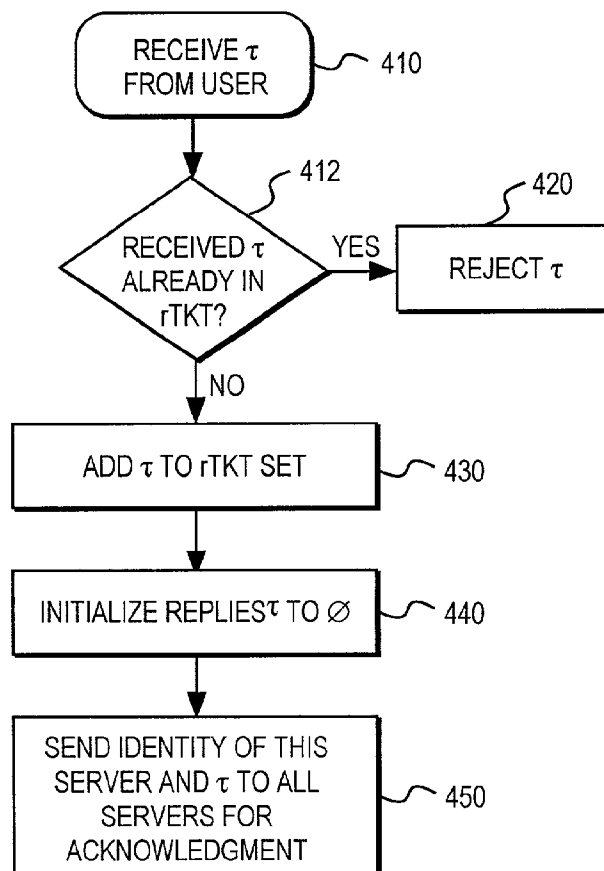 RECEIVE τ
FROM USER
410
412
RECEIVED τ
ALREADY IN
rTKT?
YES
420
REJECT τ
NO
ADD τ TO rTKT SET
430
INITIALIZE REPLIESτ TO ∅
440
SEND IDENTITY OF THIS
SERVER AND τ TO ALL
SERVERS FOR
ACKNOWLEDGMENT
450